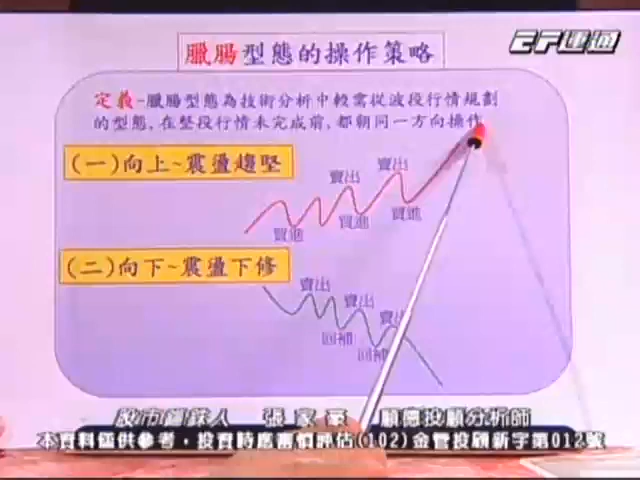 EF運通
臘腸型態的操作策略
定義-臘腸型態為技術分析中較需從波段行情規劃
的型態,在整段行情未完成前,都朝同一方向操作
(一)向上~震盪趨堅
賣出
賣出
買進
買進
買進
(二)向下~震盪下修
賣出
賣出
賣出
回補
回補
股市鋼鐵人 張家豪 顧德投顧分析師
本資料僅供參考,投資時應審慎評估(102)金管投顧新字第012號